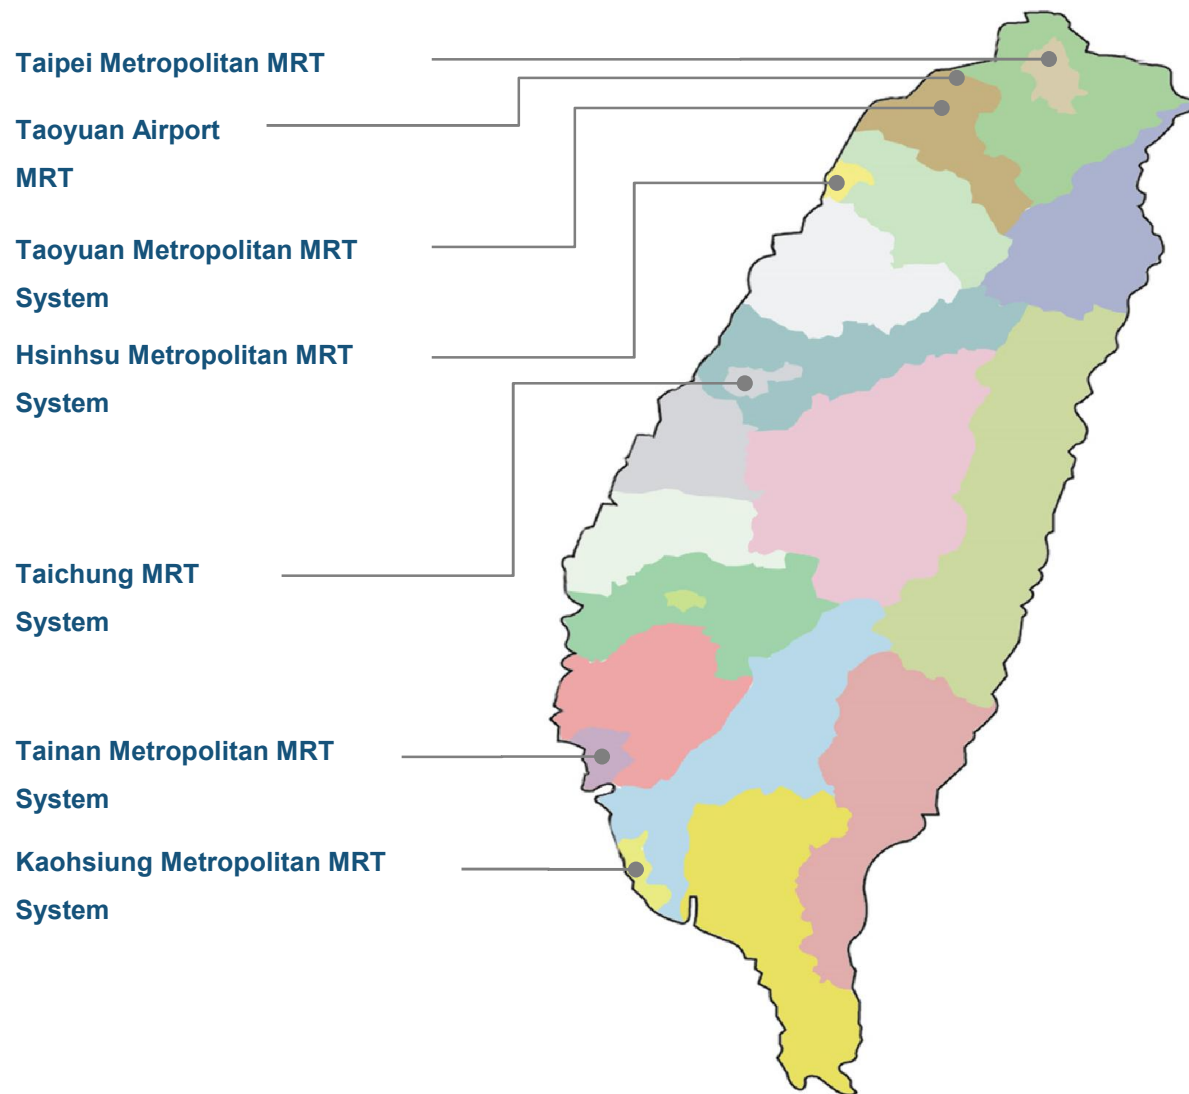 Taipei Metropolitan MRT
Taoyuan Airport
MRT
Taoyuan Metropolitan MRT
System
Hsinhsu Metropolitan MRT
System
Taichung MRT
System
Tainan Metropolitan MRT
System
Kaohsiung Metropolitan MRT
System